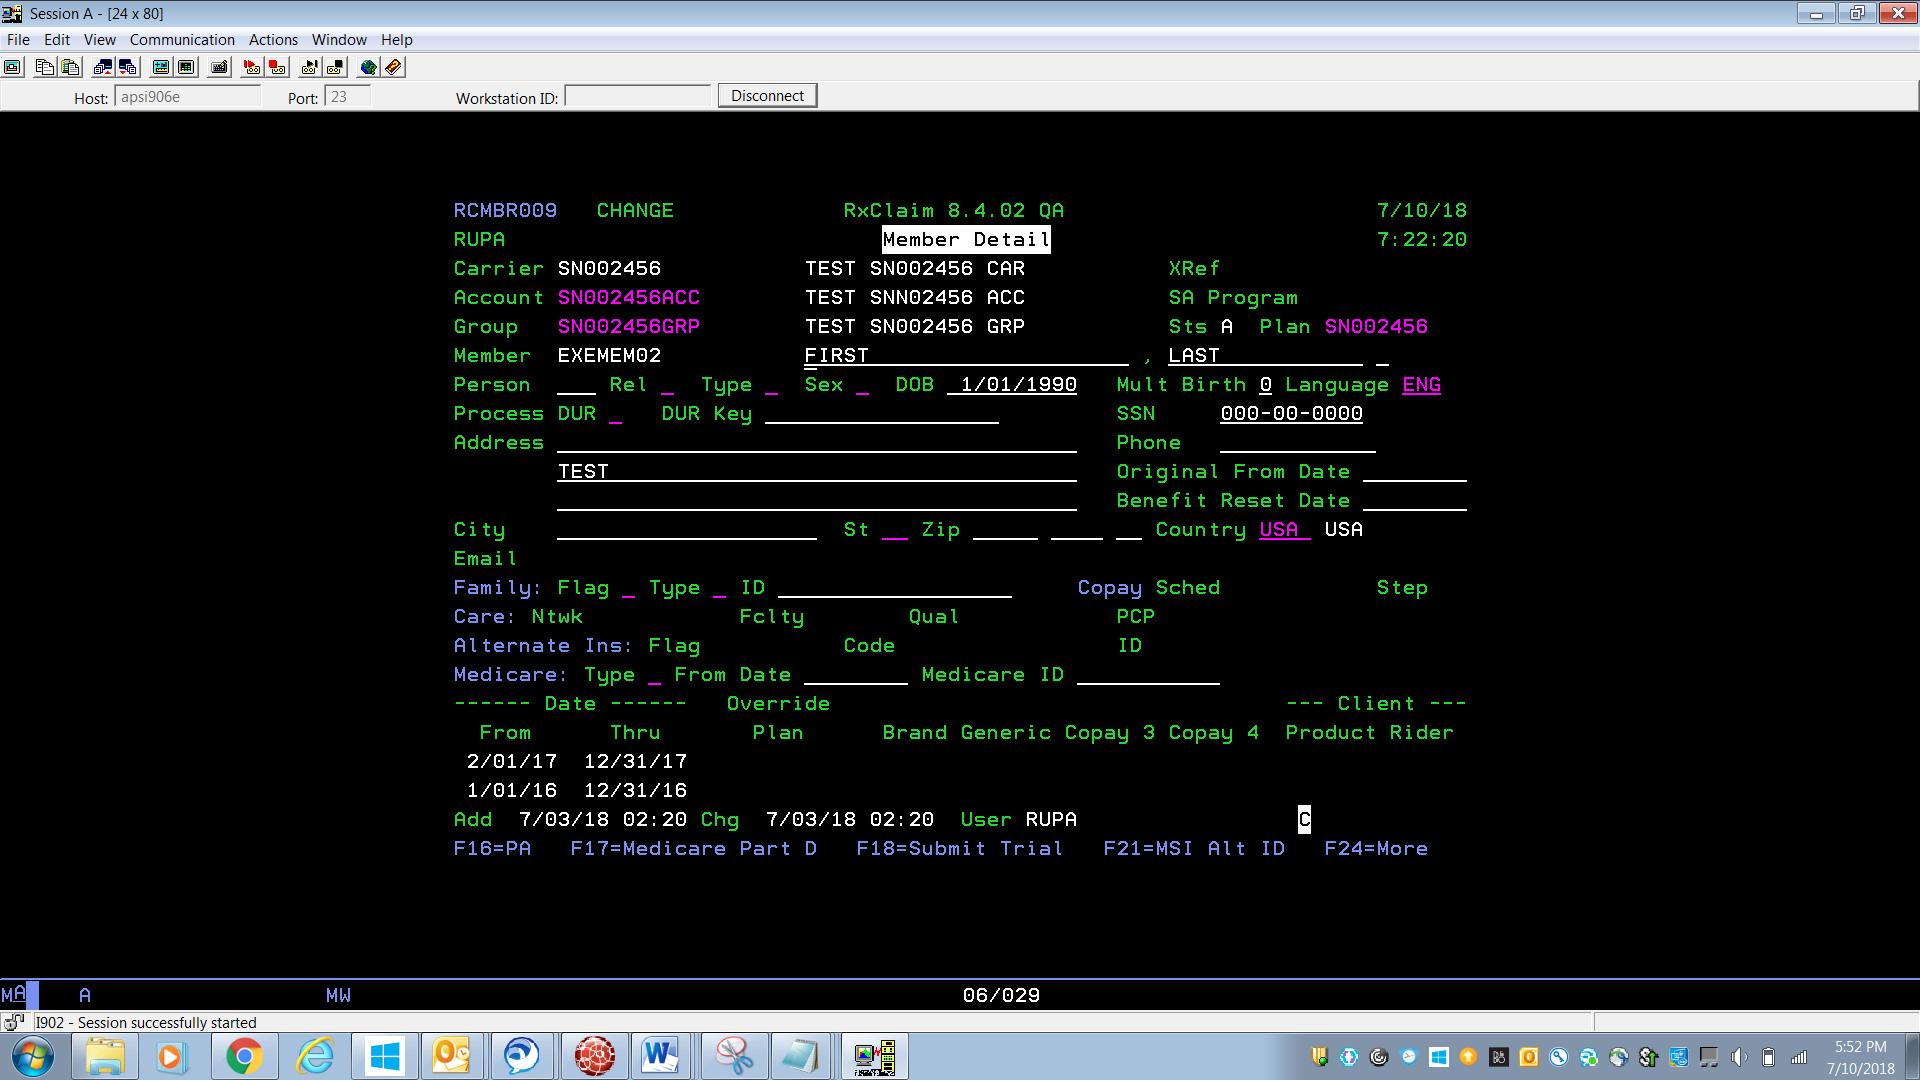 Session A - [24 x 80]
File Edit View Communication Actions Window Help
Host: apsi906e Port: 23 Workstation ID: Disconnect
RCMBR009 CHANGE RxClaim 8.4.02 QA 7/10/18
RUPA Member Detail 7:22:20
Carrier SN002456 TEST SN002456 CAR XRef
Account SN002456ACC TEST SNN02456 ACC SA Program
Group SN002456GRP TEST SN002456 GRP Sts A Plan SN002456
Member EXEMEM02 FIRST , LAST
Person Rel Type Sex DOB 1/01/1990 Mult Birth 0 Language ENG
Process DUR DUR Key SSN 000-00-0000
Address Phone
TEST Original From Date
Benefit Reset Date
City St Zip Country USA USA
Email
Family: Flag Type ID Copay Sched Step
Care: Ntwk Fclty Qual PCP
Alternate Ins: Flag Code ID
Medicare: Type From Date Medicare ID
------ Date ------ Override --- Client ---
From Thru Plan Brand Generic Copay 3 Copay 4 Product Rider
2/01/17 12/31/17
1/01/16 12/31/16
Add 7/03/18 02:20 Chg 7/03/18 02:20 User RUPA C
F16=PA F17=Medicare Part D F18=Submit Trial F21=MSI Alt ID F24=More
MA A MW 06/029
I902 - Session successfully started
5:52 PM
7/10/2018